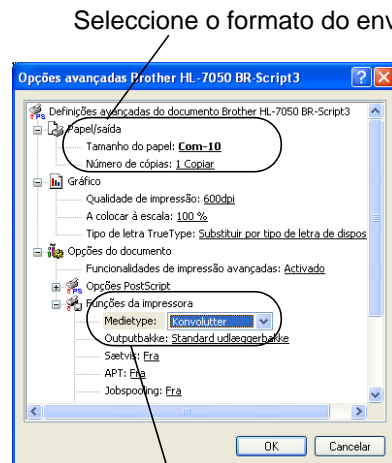 Seleccione o formato do
Opções avançadas Brother HL-7050 BR-Script3
Definições avançadas do documento Brother HL-7050 BR-Script3
Papel/saída
Tamanho do papel: Com-10
Número de cópias: 1 Copiar
Gráfico
Qualidade de impressão: 600dpi
A colocar à escala: 100 %
Tipo de letra TrueType: Substituir por tipo de letra de dispos
Opções do documento
Funcionalidades de impressão avançadas: Activado
Opções PostScript
Funções da impressora
Medietype: Konvolutter
Outputbakke: Standard udlæggerbakke
Sætvis: Fra
APT: Fra
Jobspooling: Fra
OK Cancelar